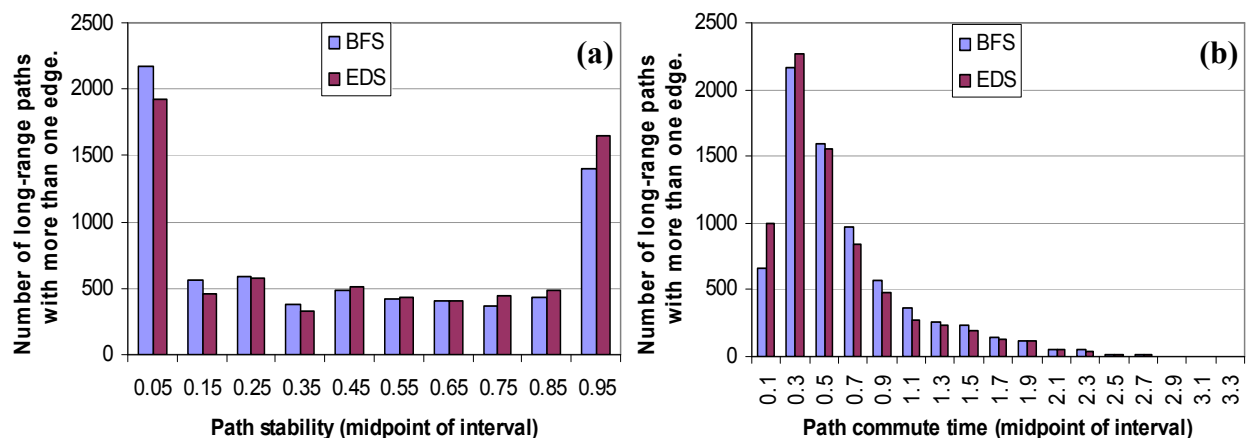 Number of long-range paths
with more than one edge.
2500
2000
1500
1000
500
0
BFS
EDS
(a)
0.05 0.15 0.25 0.35 0.45 0.55 0.65 0.75 0.85 0.95
Path stability (midpoint of interval)
Number of long-range paths
with more than one edge.
2500
2000
1500
1000
500
0
BFS
EDS
(b)
0.1 0.3 0.5 0.7 0.9 1.1 1.3 1.5 1.7 1.9 2.1 2.3 2.5 2.7 2.9 3.1 3.3
Path commute time (midpoint of interval)